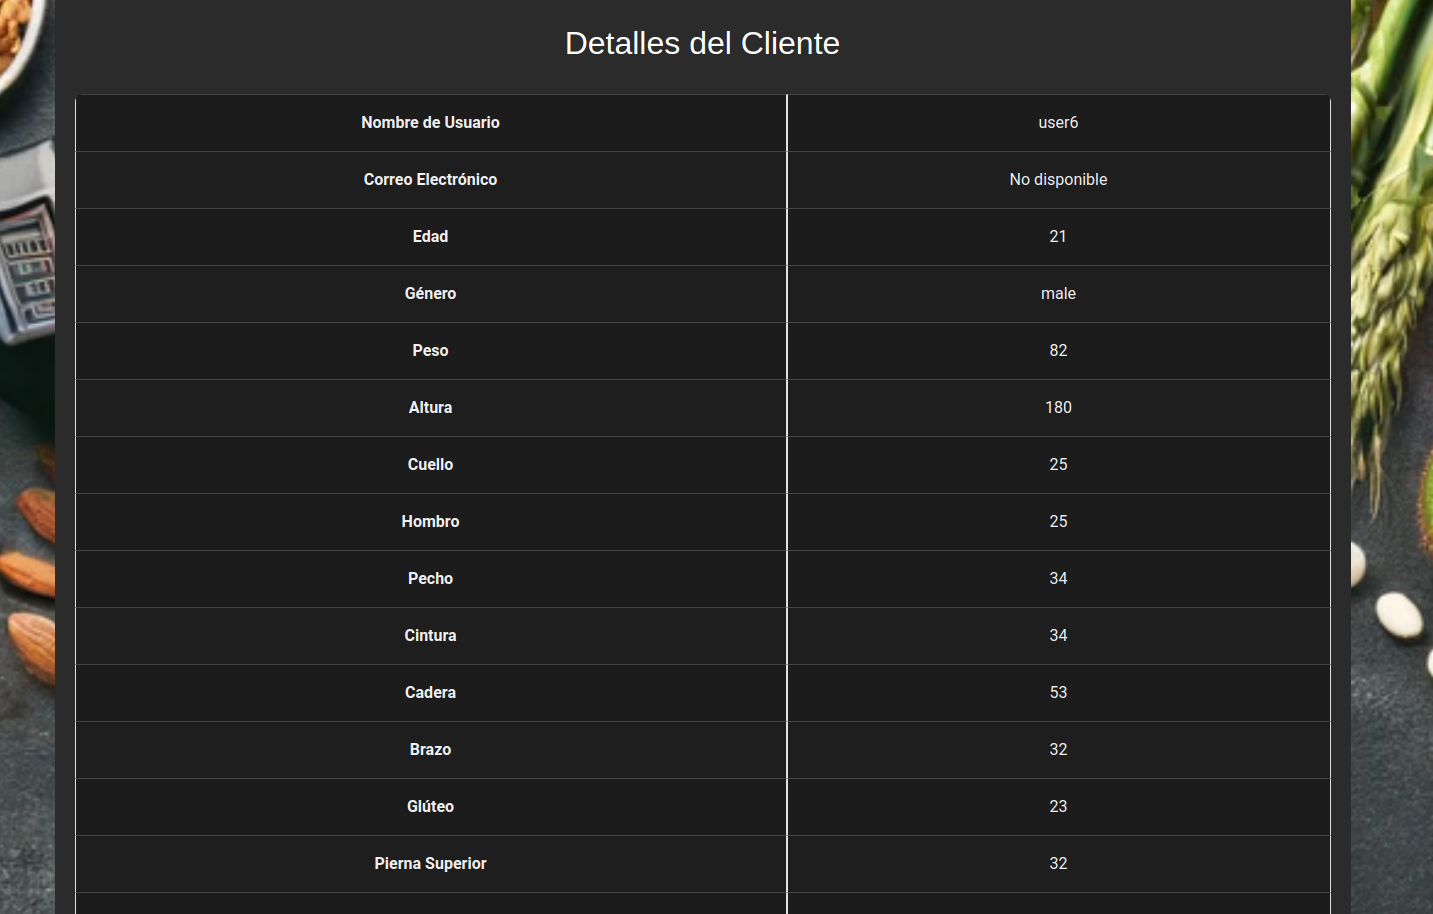 Detalles del Cliente
Nombre de Usuario user6
Correo Electrónico No disponible
Edad 21
Género male
Peso 82
Altura 180
Cuello 25
Hombro 25
Pecho 34
Cintura 34
Cadera 53
Brazo 32
Glúteo 23
Pierna Superior 32